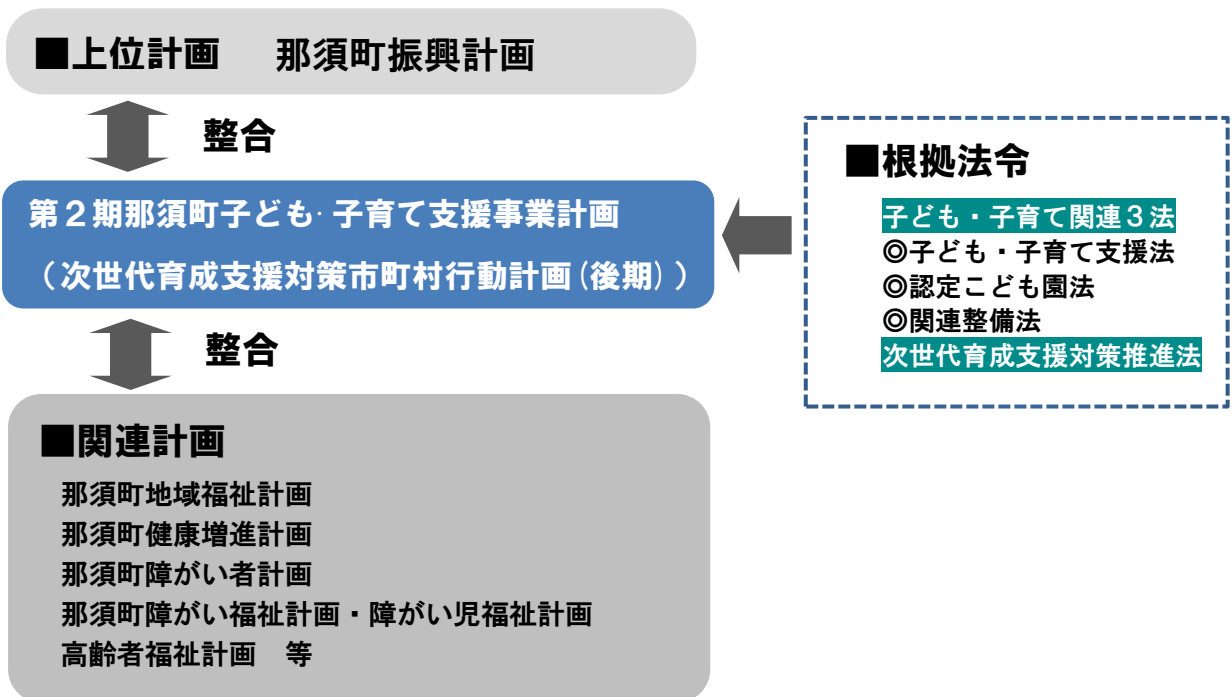 ■上位計画　那須町振興計画
整合
第２期那須町子ども・子育て支援事業計画
（次世代育成支援対策市町村行動計画(後期)）
整合
■関連計画
那須町地域福祉計画
那須町健康増進計画
那須町障がい者計画
那須町障がい福祉計画・障がい児福祉計画
高齢者福祉計画　等
■根拠法令
子ども・子育て関連３法
◎子ども・子育て支援法
◎認定こども園法
◎関連整備法
次世代育成支援対策推進法